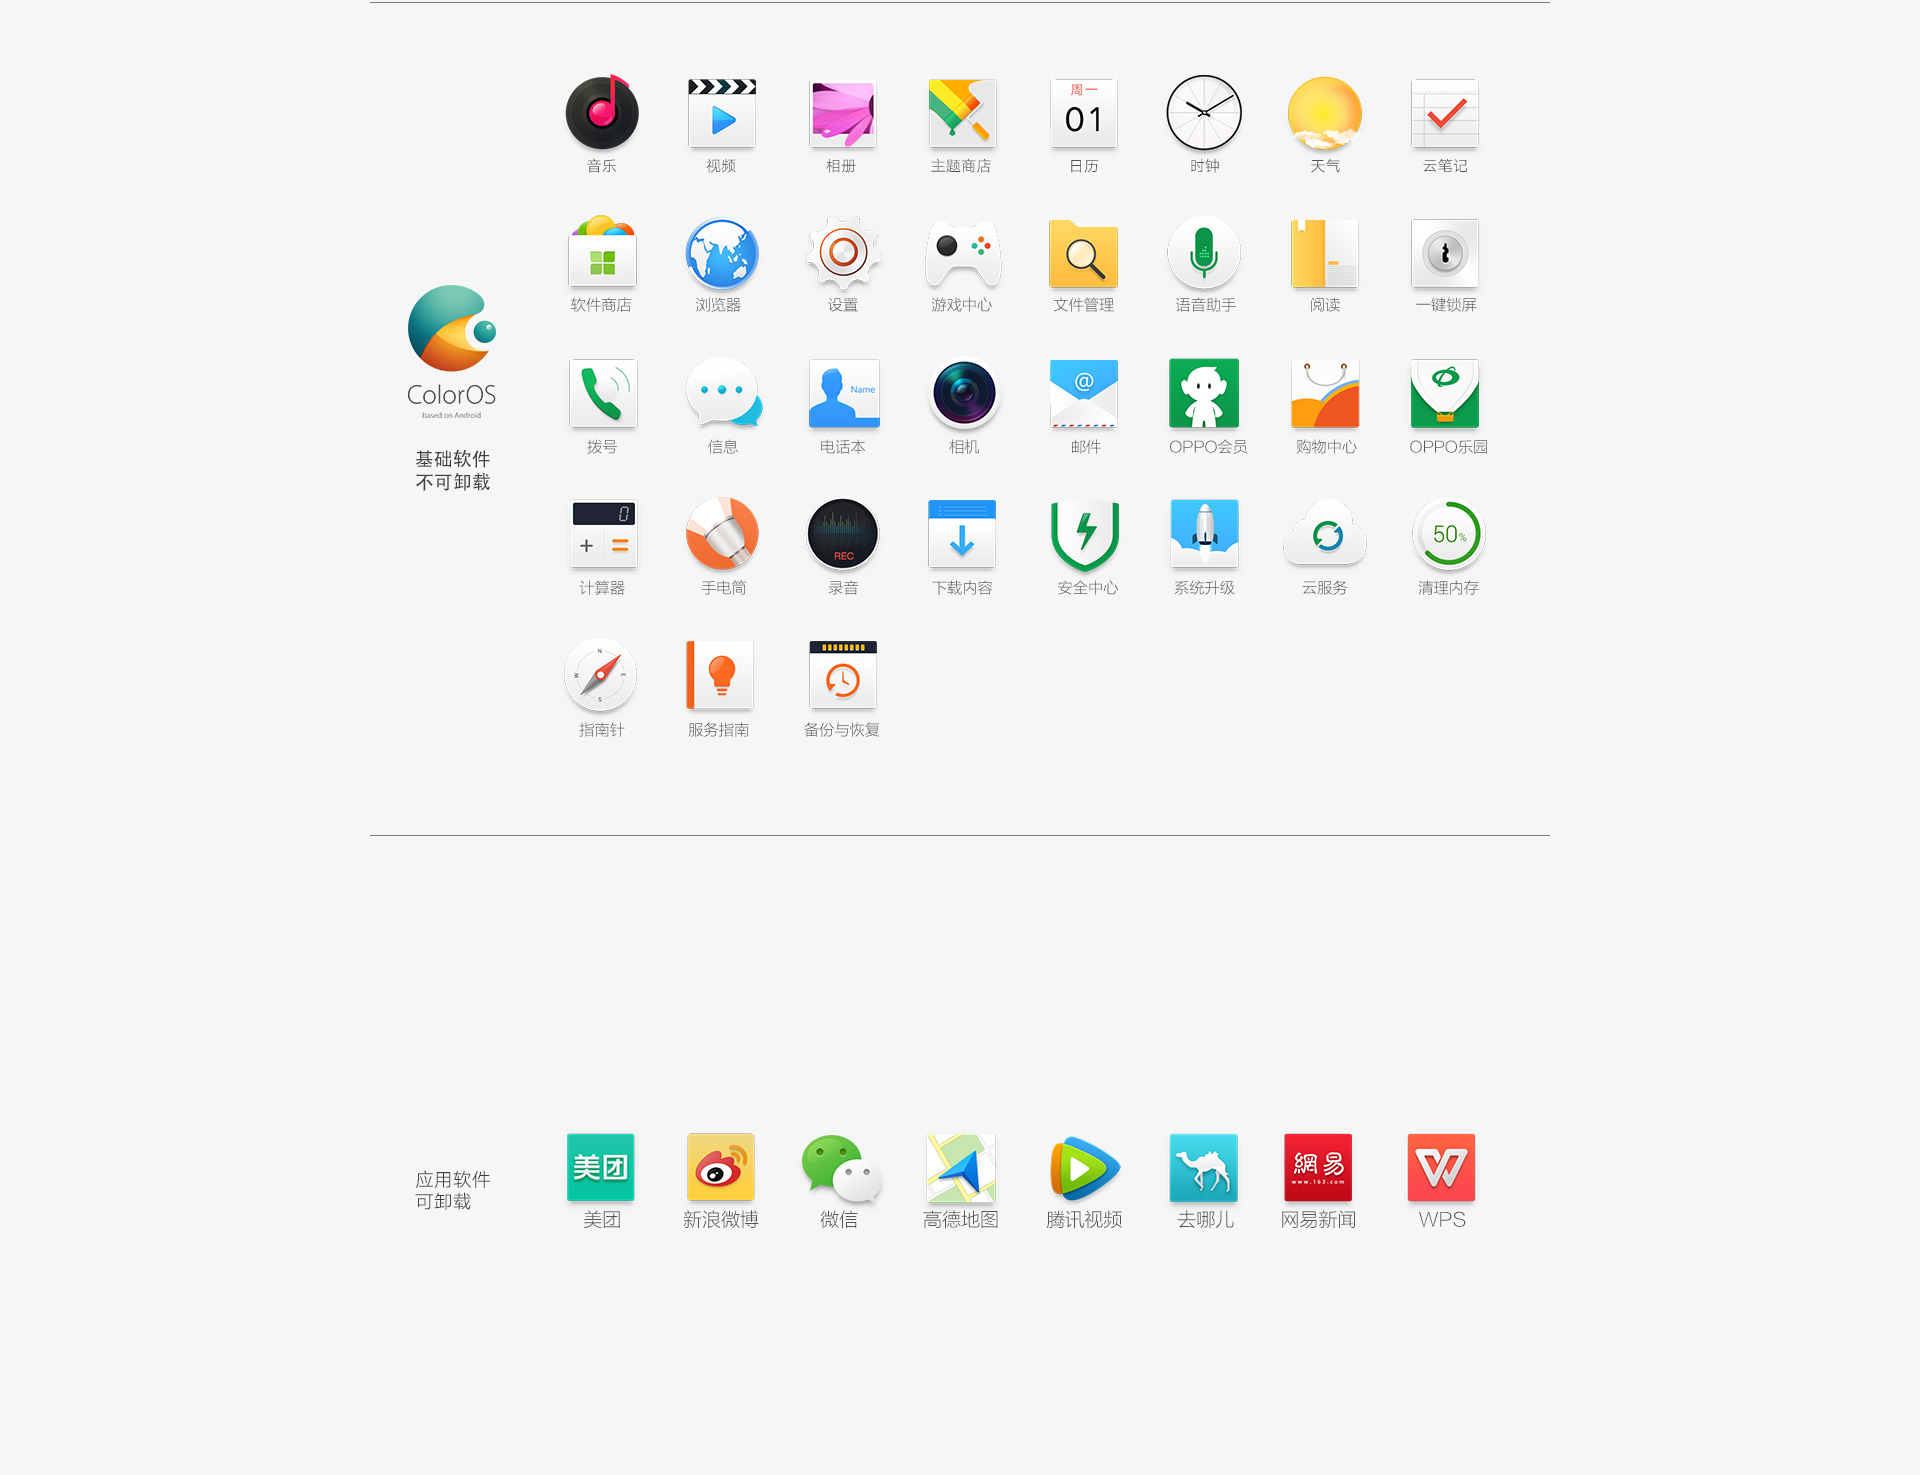 周一
01
音乐
视频
相册
主题商店
日历
时钟
天气
云笔记
软件商店
浏览器
设置
游戏中心
文件管理
语音助手
阅读
一键锁屏
ColorOS
based on Android
基础软件
不可卸载
Name
@
拨号
信息
电话本
相机
邮件
OPPO会员
购物中心
OPPO乐园
0
+ =
REC
50%
计算器
手电筒
录音
下载内容
安全中心
系统升级
云服务
清理内存
N
W
E
S
指南针
服务指南
备份与恢复
应用软件
可卸载
美团
網易
www.163.com
W
美团
新浪微博
微信
高德地图
腾讯视频
去哪儿
网易新闻
WPS